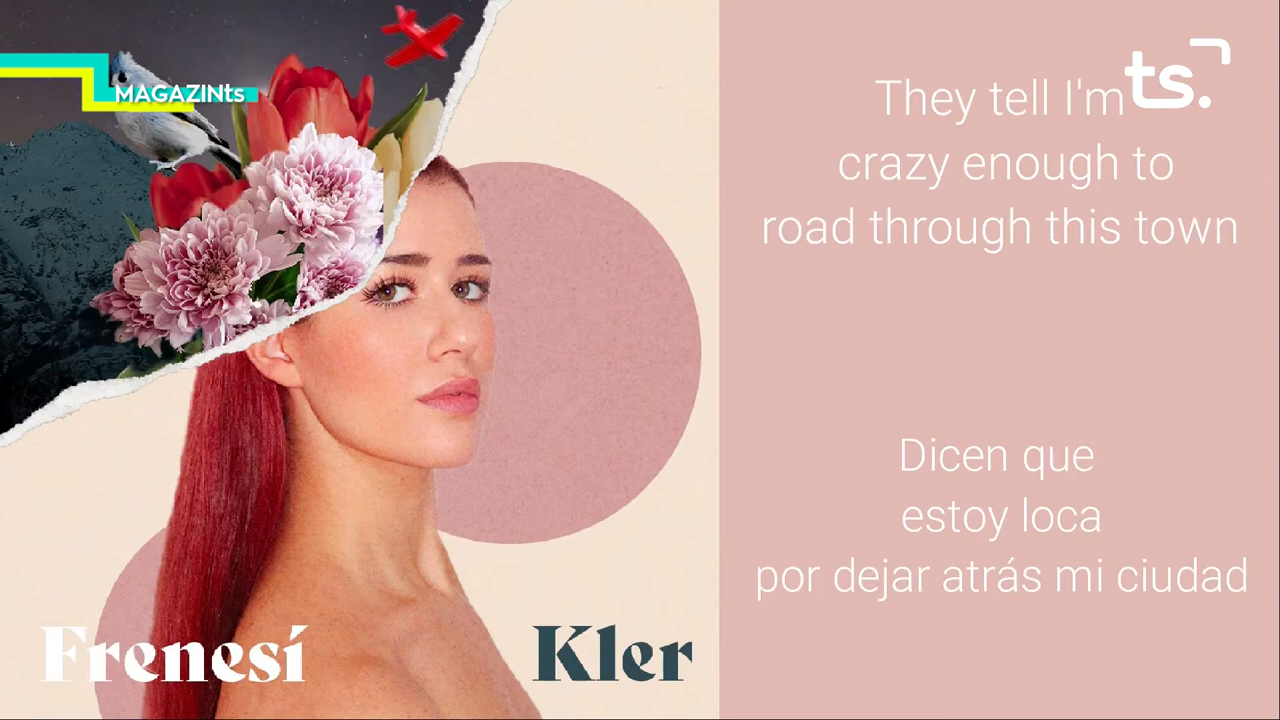 MAGAZINts
ts.
They tell I'm
crazy enough to
road through this town
Dicen que
estoy loca
por dejar atrás mi ciudad
Frenesí
Kler